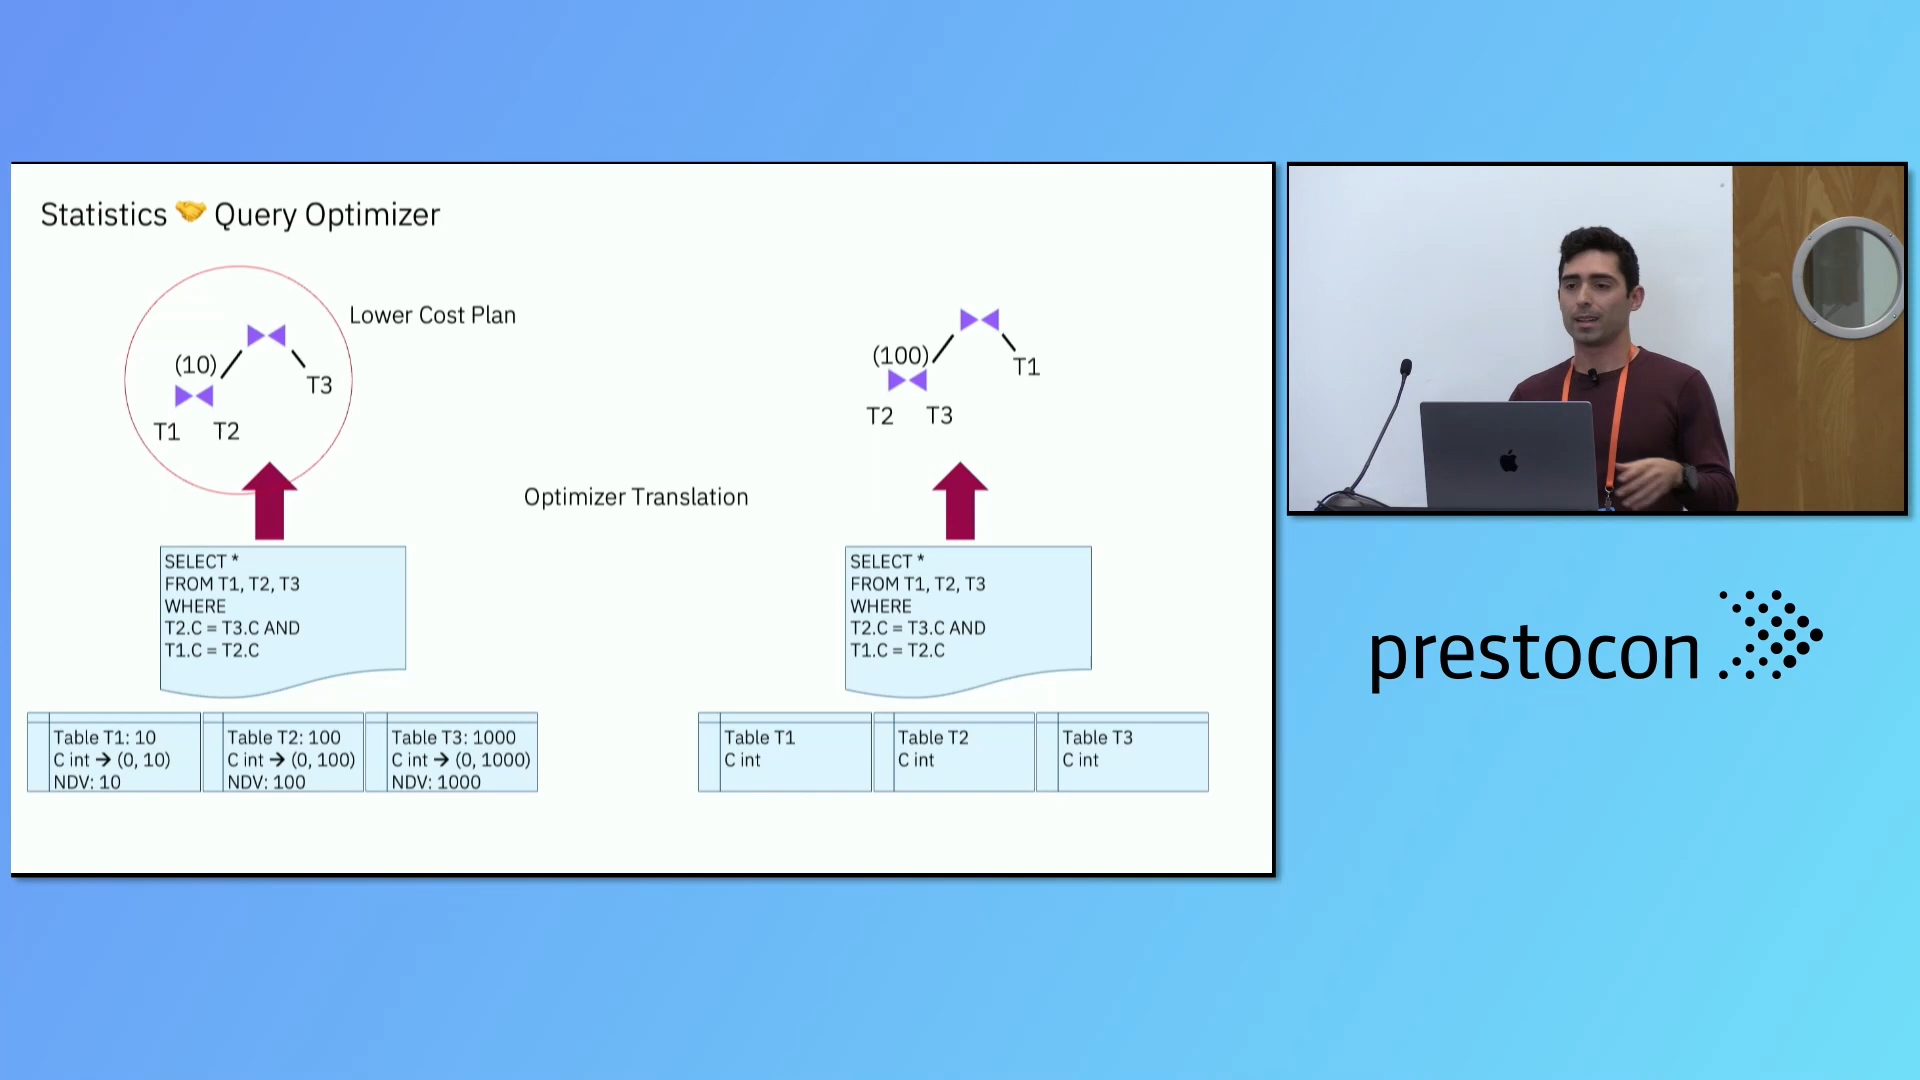 Statistics 🤝 Query Optimizer
Lower Cost Plan
(10)
T3
T1 T2
(100)
T1
T2 T3
Optimizer Translation
SELECT *
FROM T1, T2, T3
WHERE
T2.C = T3.C AND
T1.C = T2.C
SELECT *
FROM T1, T2, T3
WHERE
T2.C = T3.C AND
T1.C = T2.C
Table T1: 10
C int → (0, 10)
NDV: 10
Table T2: 100
C int → (0, 100)
NDV: 100
Table T3: 1000
C int → (0, 1000)
NDV: 1000
Table T1
C int
Table T2
C int
Table T3
C int
prestocon